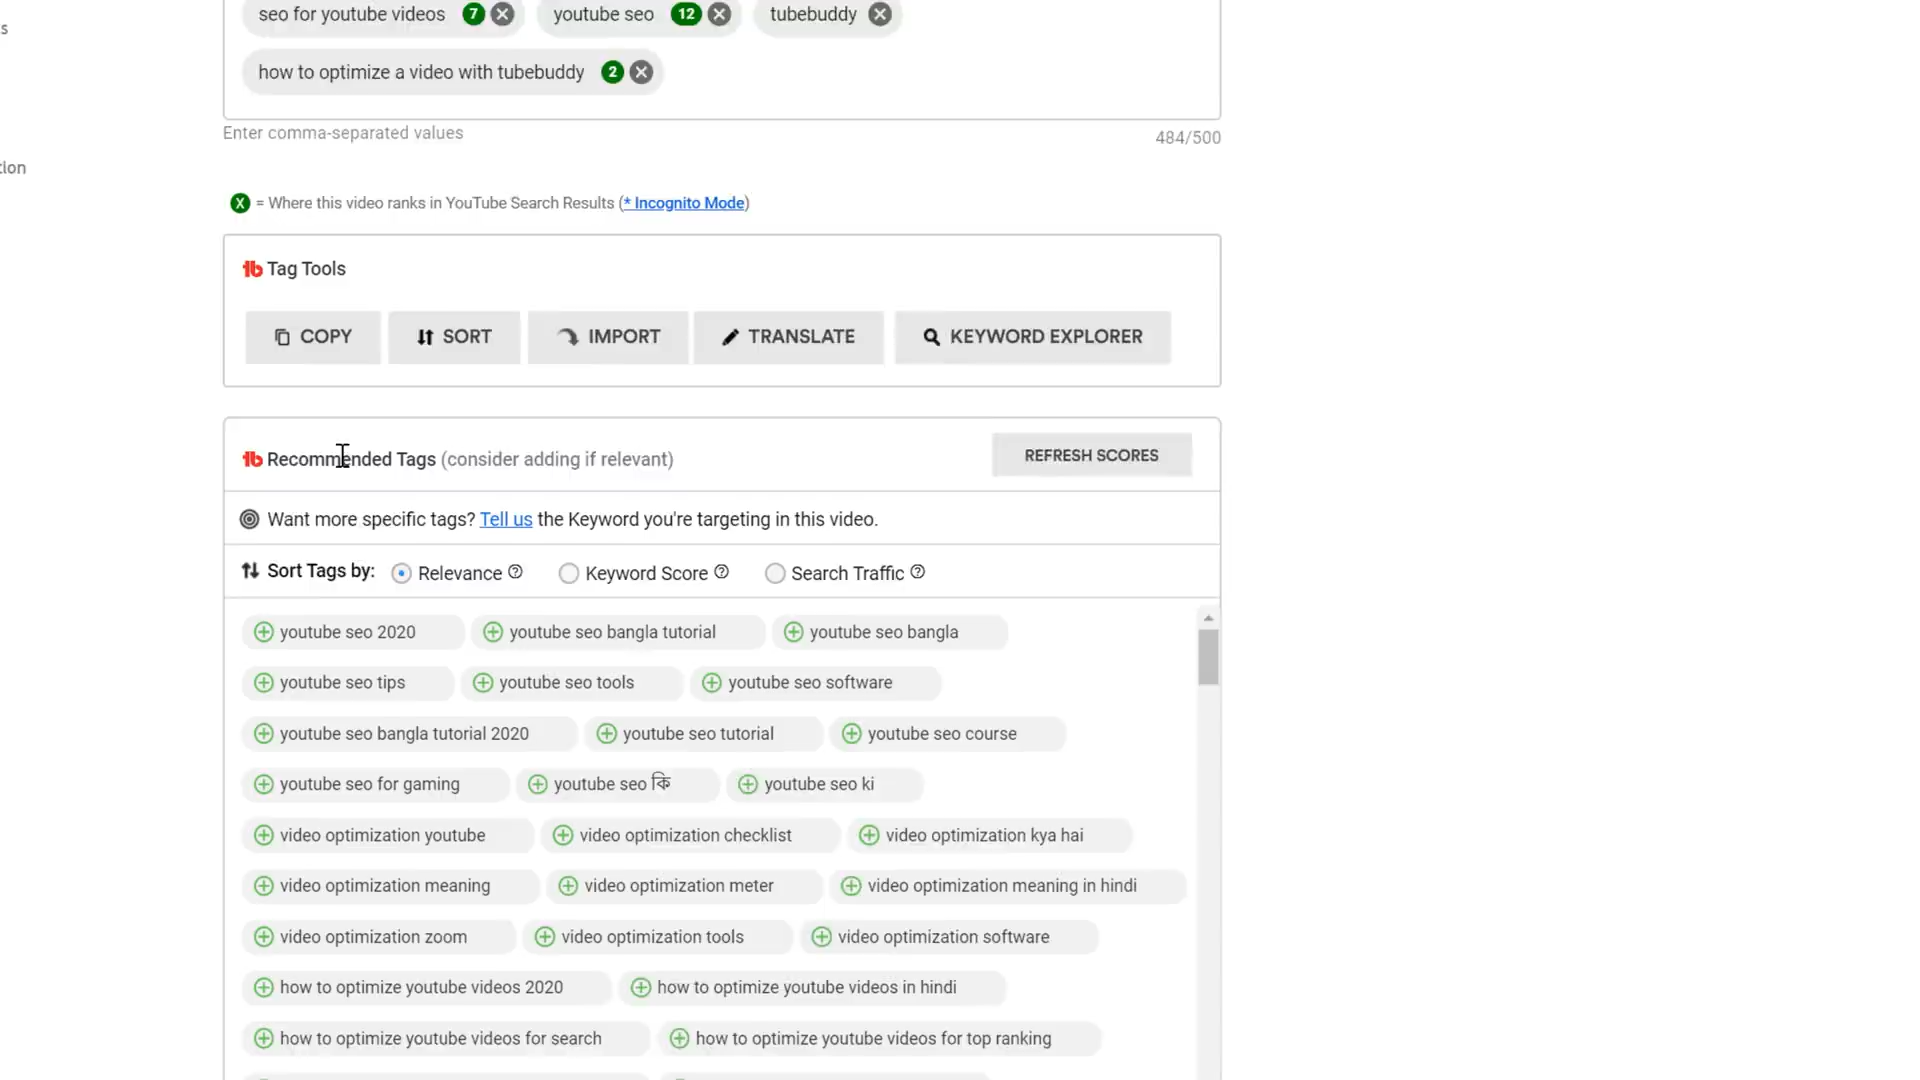 s
seo for youtube videos 7 youtube seo 12 tubebuddy
how to optimize a video with tubebuddy 2
Enter comma-separated values 484/500
tion
X = Where this video ranks in YouTube Search Results (* Incognito Mode)
tb Tag Tools
COPY SORT IMPORT TRANSLATE KEYWORD EXPLORER
tb Recommended Tags (consider adding if relevant) REFRESH SCORES
Want more specific tags? Tell us the Keyword you're targeting in this video.
Sort Tags by: Relevance ? Keyword Score ? Search Traffic ?
youtube seo 2020 youtube seo bangla tutorial youtube seo bangla
youtube seo tips youtube seo tools youtube seo software
youtube seo bangla tutorial 2020 youtube seo tutorial youtube seo course
youtube seo for gaming youtube seo কি youtube seo ki
video optimization youtube video optimization checklist video optimization kya hai
video optimization meaning video optimization meter video optimization meaning in hindi
video optimization zoom video optimization tools video optimization software
how to optimize youtube videos 2020 how to optimize youtube videos in hindi
how to optimize youtube videos for search how to optimize youtube videos for top ranking